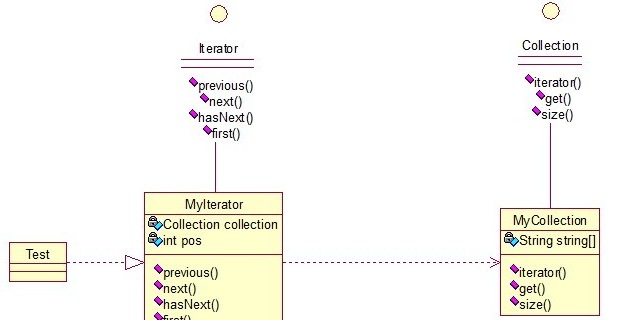 Iterator
previous()
next()
hasNext()
first()
Collection
iterator()
get()
size()
Test
MyIterator
Collection collection
int pos
previous()
next()
hasNext()
first()
MyCollection
String string[]
iterator()
get()
size()